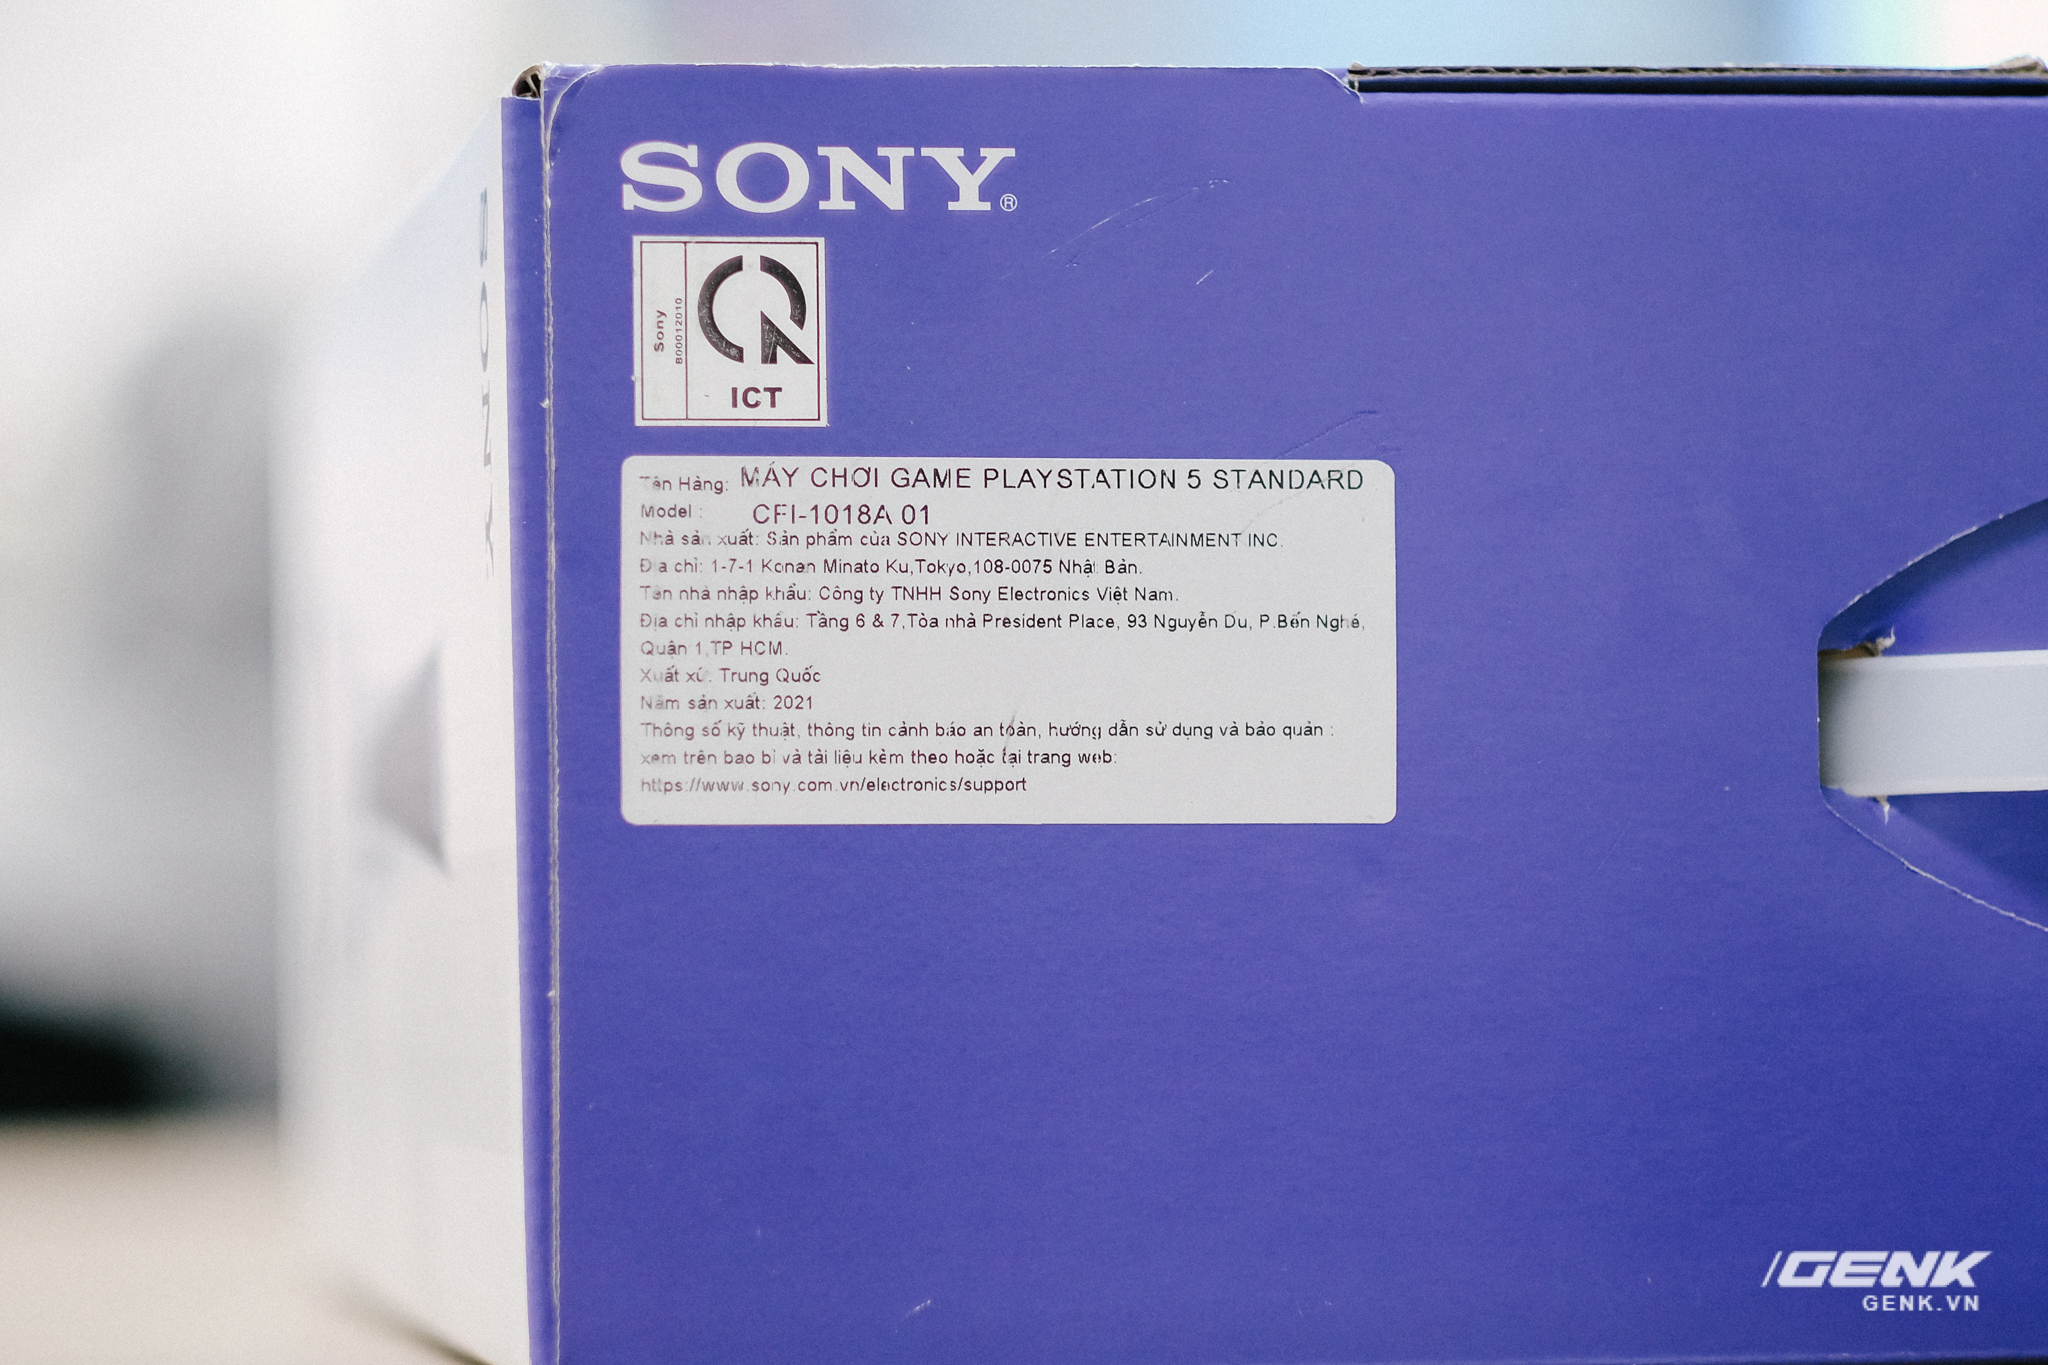 SONY®
Sony
B000012010
ICT
Tên Hàng: MÁY CHƠI GAME PLAYSTATION 5 STANDARD
Model : CFI-1018A 01
Nhà sản xuất: Sản phẩm của SONY INTERACTIVE ENTERTAINMENT INC.
Địa chỉ: 1-7-1 Konan Minato Ku,Tokyo,108-0075 Nhật Bản.
Tên nhà nhập khẩu: Công ty TNHH Sony Electronics Việt Nam.
Địa chỉ nhập khẩu: Tầng 6 & 7,Tòa nhà President Place, 93 Nguyễn Du, P.Bến Nghé,
Quận 1,TP HCM.
Xuất xứ: Trung Quốc
Năm sản xuất: 2021
Thông số kỹ thuật, thông tin cảnh báo an toàn, hướng dẫn sử dụng và bảo quản :
xem trên bao bì và tài liệu kèm theo hoặc tại trang web:
https://www.sony.com.vn/electronics/support
SONY
GENK
GENK.VN